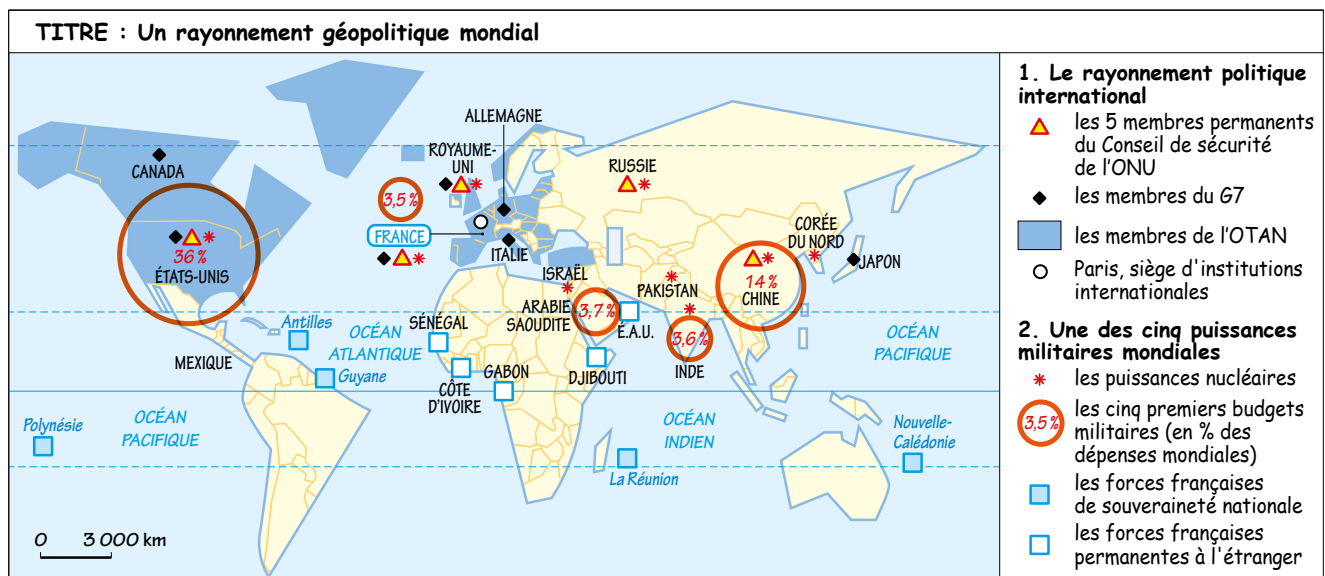 TITRE : Un rayonnement géopolitique mondial
ALLEMAGNE
ROYAUME-
UNI
RUSSIE
CANADA
3,5 %
FRANCE
36 %
ÉTATS-UNIS
ITALIE
CORÉE
DU NORD
JAPON
ISRAËL
PAKISTAN
14 %
CHINE
ARABIE
SAOUDITE
3,7 %
É.A.U.
3,6 %
INDE
Antilles
OCÉAN
ATLANTIQUE
SÉNÉGAL
OCÉAN
PACIFIQUE
MEXIQUE
Guyane
CÔTE
D'IVOIRE
GABON
DJIBOUTI
Polynésie
OCÉAN
PACIFIQUE
OCÉAN
INDIEN
Nouvelle-
Calédonie
La Réunion
0 3 000 km
1. Le rayonnement politique
international
les 5 membres permanents
du Conseil de sécurité
de l'ONU
les membres du G7
les membres de l'OTAN
Paris, siège d'institutions
internationales
2. Une des cinq puissances
militaires mondiales
les puissances nucléaires
3,5 %
les cinq premiers budgets
militaires (en % des
dépenses mondiales)
les forces françaises
de souveraineté nationale
les forces françaises
permanentes à l'étranger